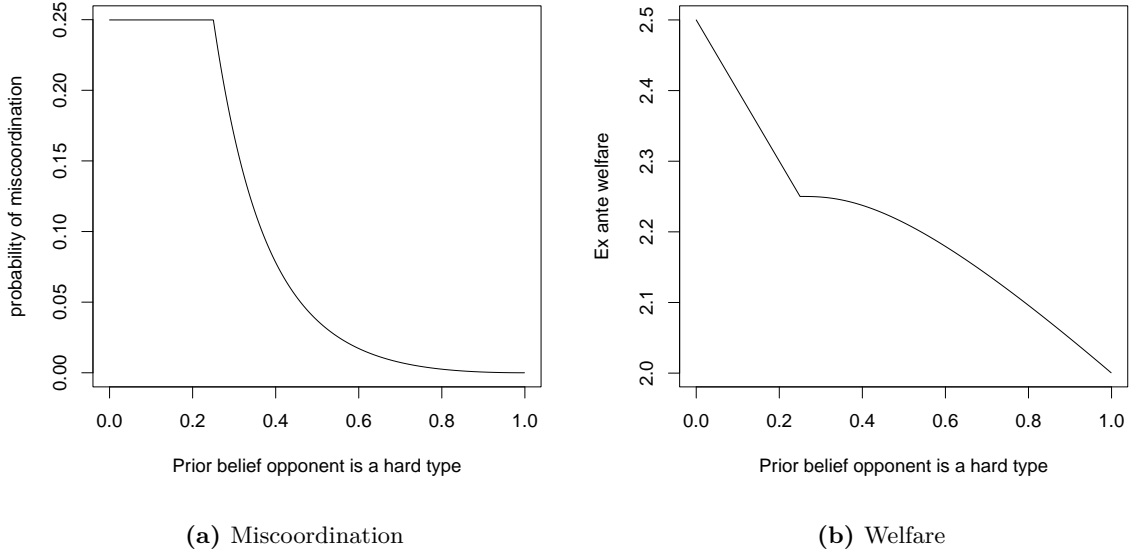 probability of miscoordination
0.25
0.20
0.15
0.10
0.05
0.00
0.0 0.2 0.4 0.6 0.8 1.0
Prior belief opponent is a hard type
(a) Miscoordination
Ex ante welfare
2.5
2.4
2.3
2.2
2.1
2.0
0.0 0.2 0.4 0.6 0.8 1.0
Prior belief opponent is a hard type
(b) Welfare